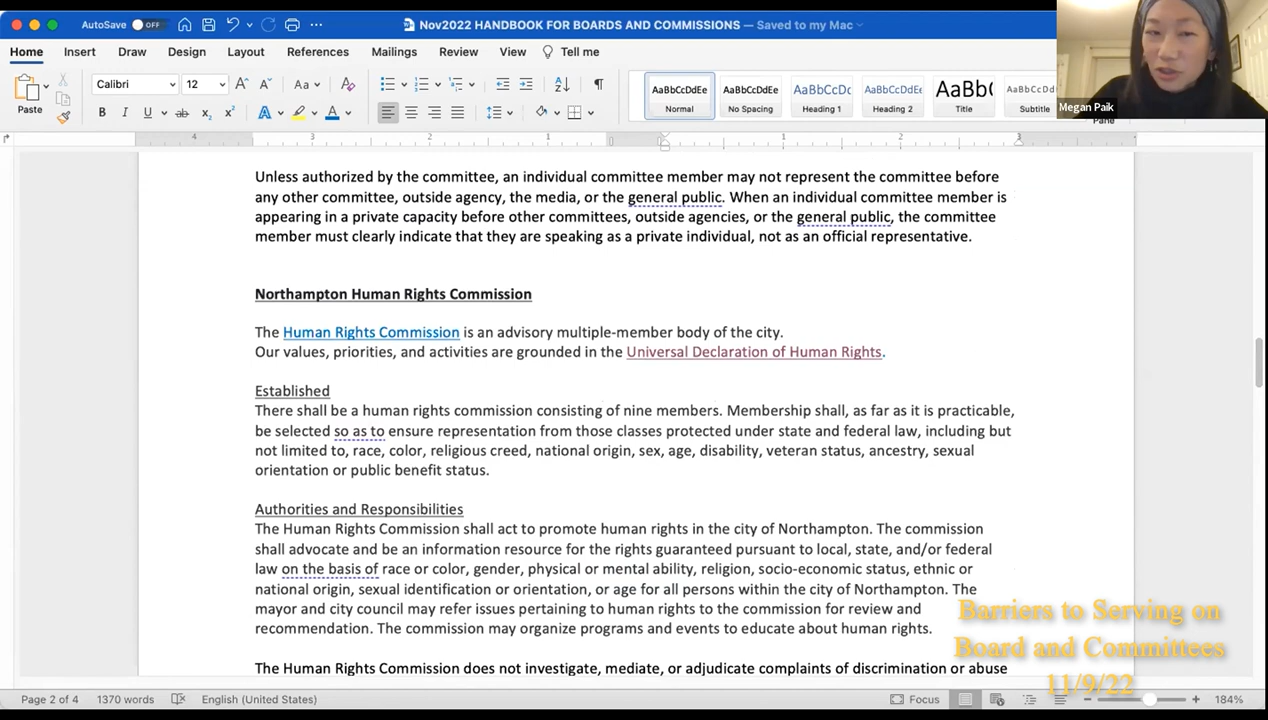 AutoSave OFF
Nov2022 HANDBOOK FOR BOARDS AND COMMISSIONS — Saved to my Mac
Home Insert Draw Design Layout References Mailings Review View Tell me
Paste
Calibri
12
AaBbCcDdEe
Normal
AaBbCcDdEe
No Spacing
AaBbCcDc
Heading 1
AaBbCcDdEe
Heading 2
AaBb(
Title
AaBbCcDdEe
Subtitle
Pane
Megan Paik
4 3 2 1 1 2 3
Unless authorized by the committee, an individual committee member may not represent the committee before
any other committee, outside agency, the media, or the general public. When an individual committee member is
appearing in a private capacity before other committees, outside agencies, or the general public, the committee
member must clearly indicate that they are speaking as a private individual, not as an official representative.
Northampton Human Rights Commission
The Human Rights Commission is an advisory multiple-member body of the city.
Our values, priorities, and activities are grounded in the Universal Declaration of Human Rights.
Established
There shall be a human rights commission consisting of nine members. Membership shall, as far as it is practicable,
be selected so as to ensure representation from those classes protected under state and federal law, including but
not limited to, race, color, religious creed, national origin, sex, age, disability, veteran status, ancestry, sexual
orientation or public benefit status.
Authorities and Responsibilities
The Human Rights Commission shall act to promote human rights in the city of Northampton. The commission
shall advocate and be an information resource for the rights guaranteed pursuant to local, state, and/or federal
law on the basis of race or color, gender, physical or mental ability, religion, socio-economic status, ethnic or
national origin, sexual identification or orientation, or age for all persons within the city of Northampton. The
mayor and city council may refer issues pertaining to human rights to the commission for review and
recommendation. The commission may organize programs and events to educate about human rights.
The Human Rights Commission does not investigate, mediate, or adjudicate complaints of discrimination or abuse
Barriers to Serving on
Board and Committees
11/9/22
Page 2 of 4 1370 words English (United States) Focus 184%